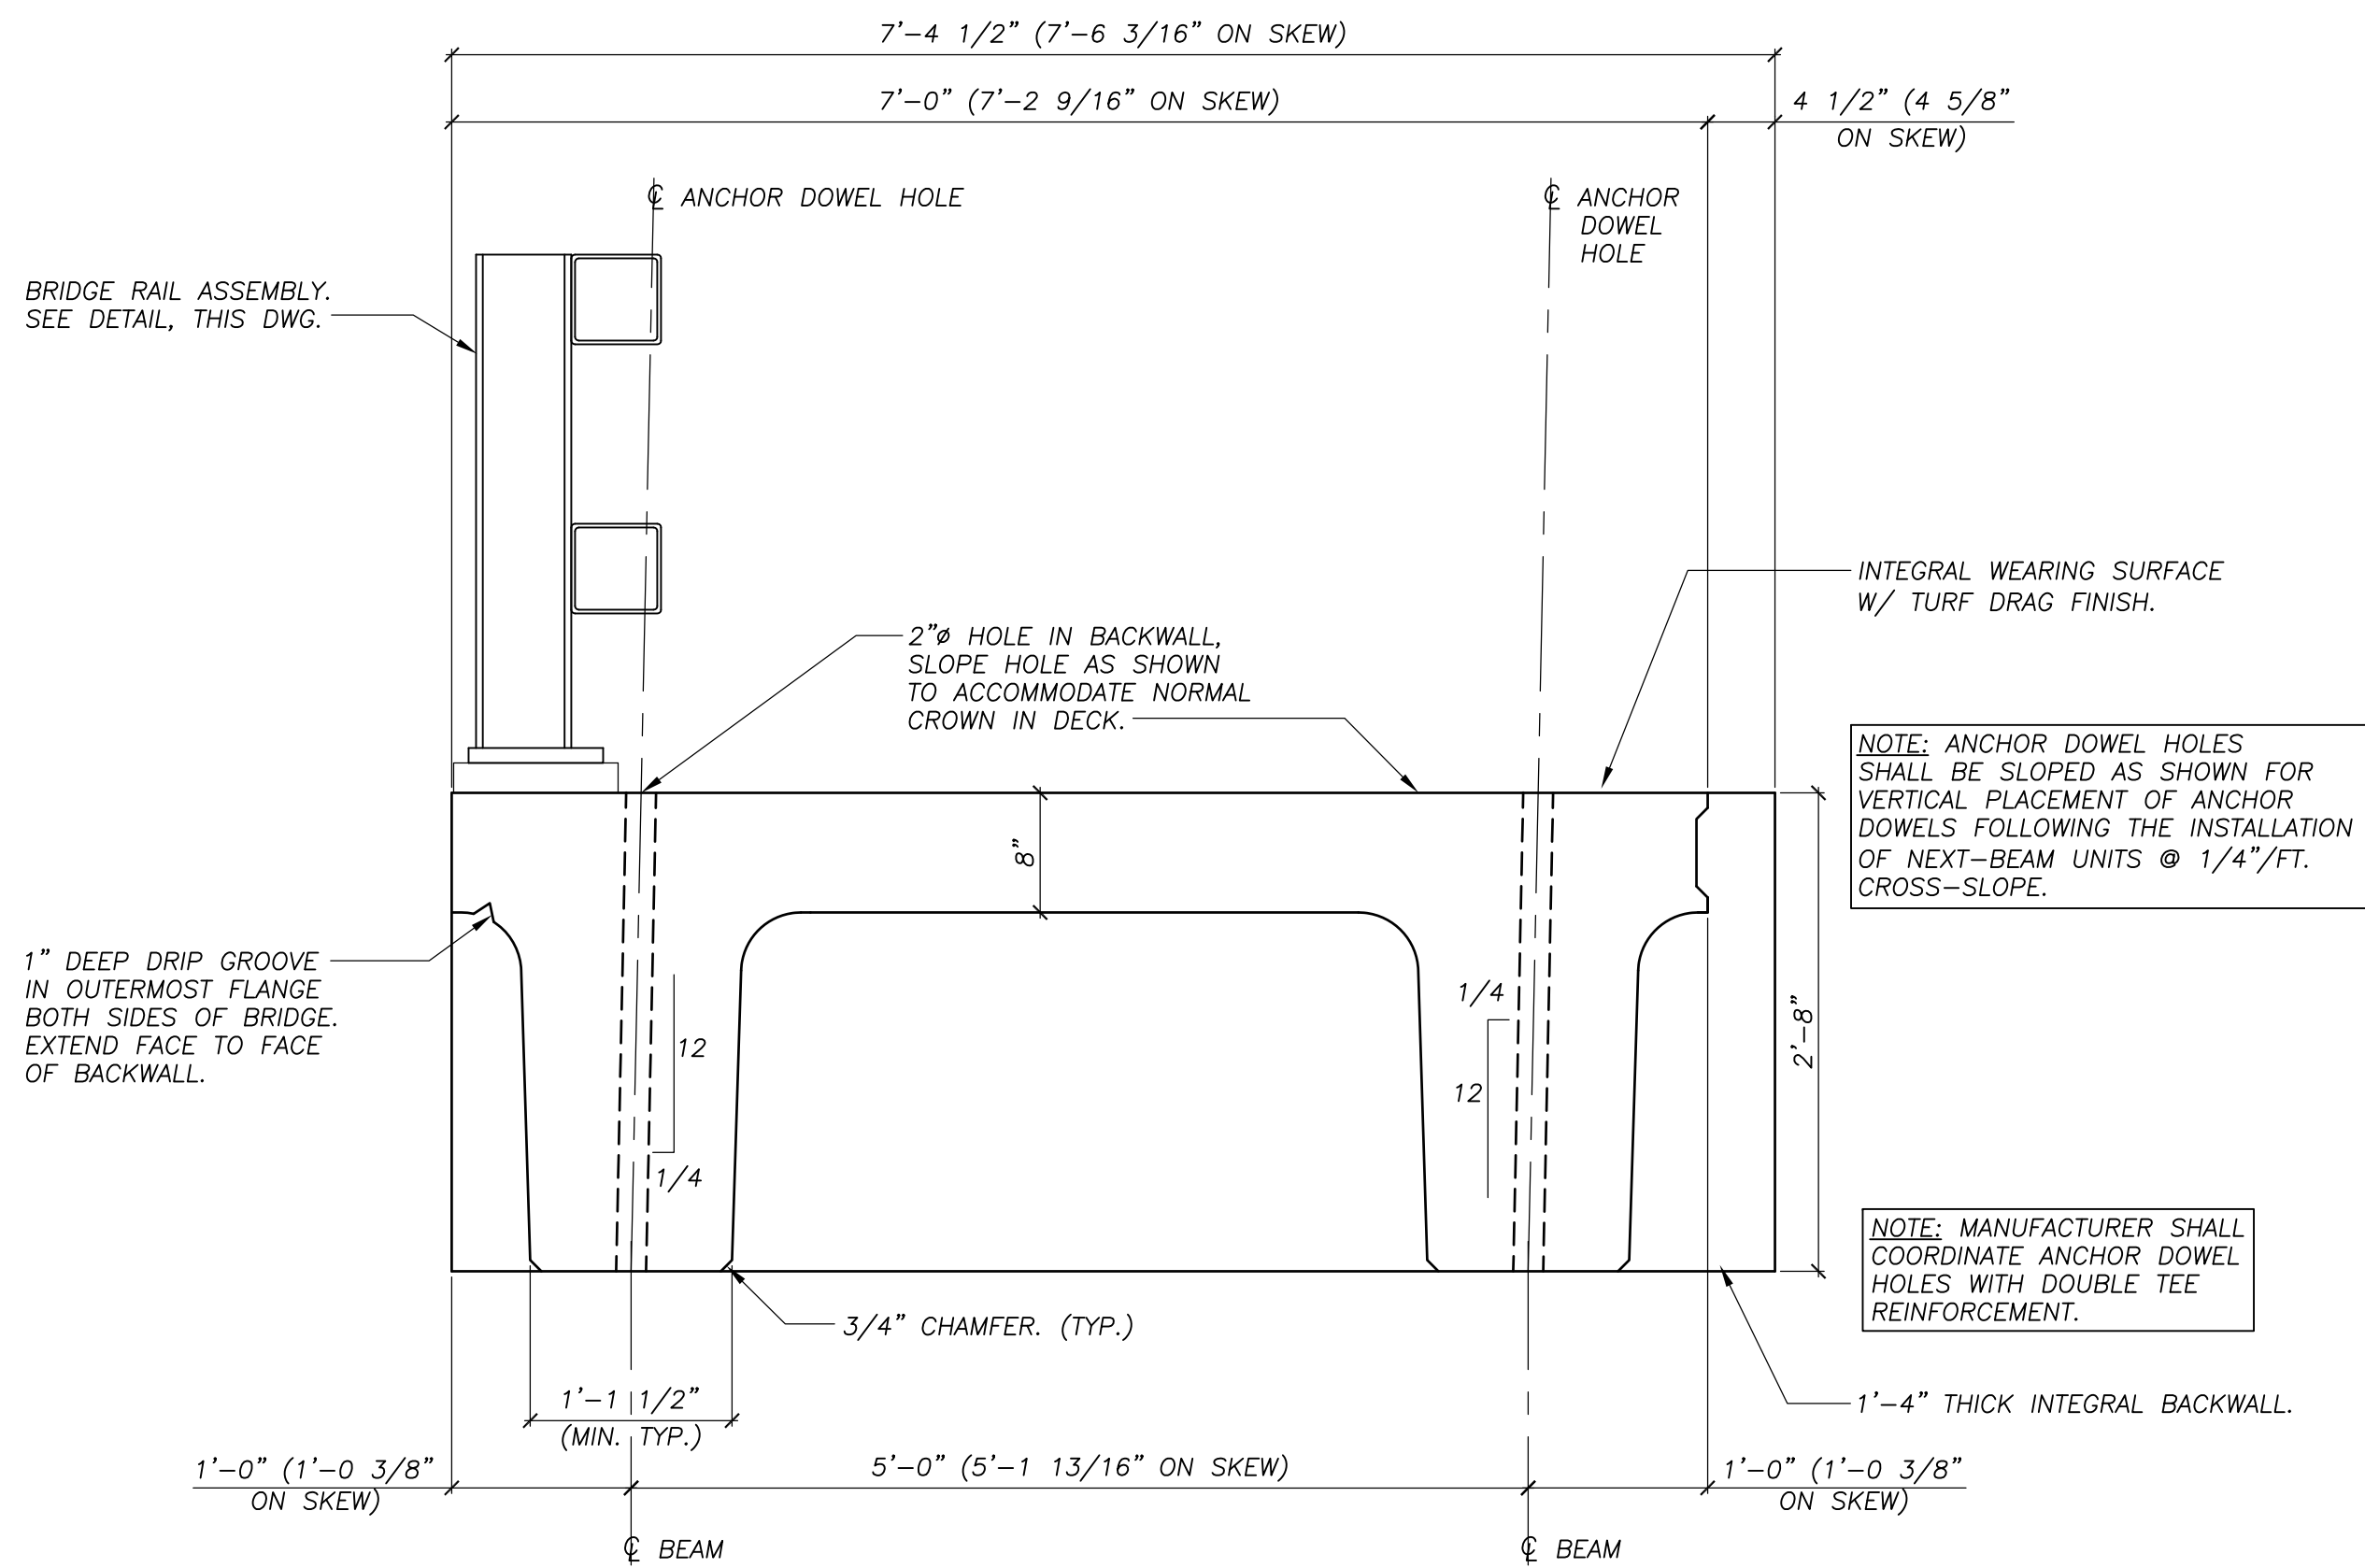 7'-4 1/2" (7'-6 3/16" ON SKEW)
7'-0" (7'-2 9/16" ON SKEW)
4 1/2" (4 5/8"
ON SKEW)
℄ ANCHOR DOWEL HOLE
℄ ANCHOR
DOWEL
HOLE
BRIDGE RAIL ASSEMBLY.
SEE DETAIL, THIS DWG.
INTEGRAL WEARING SURFACE
W/ TURF DRAG FINISH.
2"ø HOLE IN BACKWALL,
SLOPE HOLE AS SHOWN
TO ACCOMMODATE NORMAL
CROWN IN DECK.
NOTE: ANCHOR DOWEL HOLES
SHALL BE SLOPED AS SHOWN FOR
VERTICAL PLACEMENT OF ANCHOR
DOWELS FOLLOWING THE INSTALLATION
OF NEXT-BEAM UNITS @ 1/4"/FT.
CROSS-SLOPE.
8"
1" DEEP DRIP GROOVE
IN OUTERMOST FLANGE
BOTH SIDES OF BRIDGE.
EXTEND FACE TO FACE
OF BACKWALL.
12
1/4
1/4
12
2'-8"
NOTE: MANUFACTURER SHALL
COORDINATE ANCHOR DOWEL
HOLES WITH DOUBLE TEE
REINFORCEMENT.
3/4" CHAMFER. (TYP.)
1'-4" THICK INTEGRAL BACKWALL.
1'-1 1/2"
(MIN. TYP.)
1'-0" (1'-0 3/8"
ON SKEW)
5'-0" (5'-1 13/16" ON SKEW)
1'-0" (1'-0 3/8"
ON SKEW)
℄ BEAM
℄ BEAM